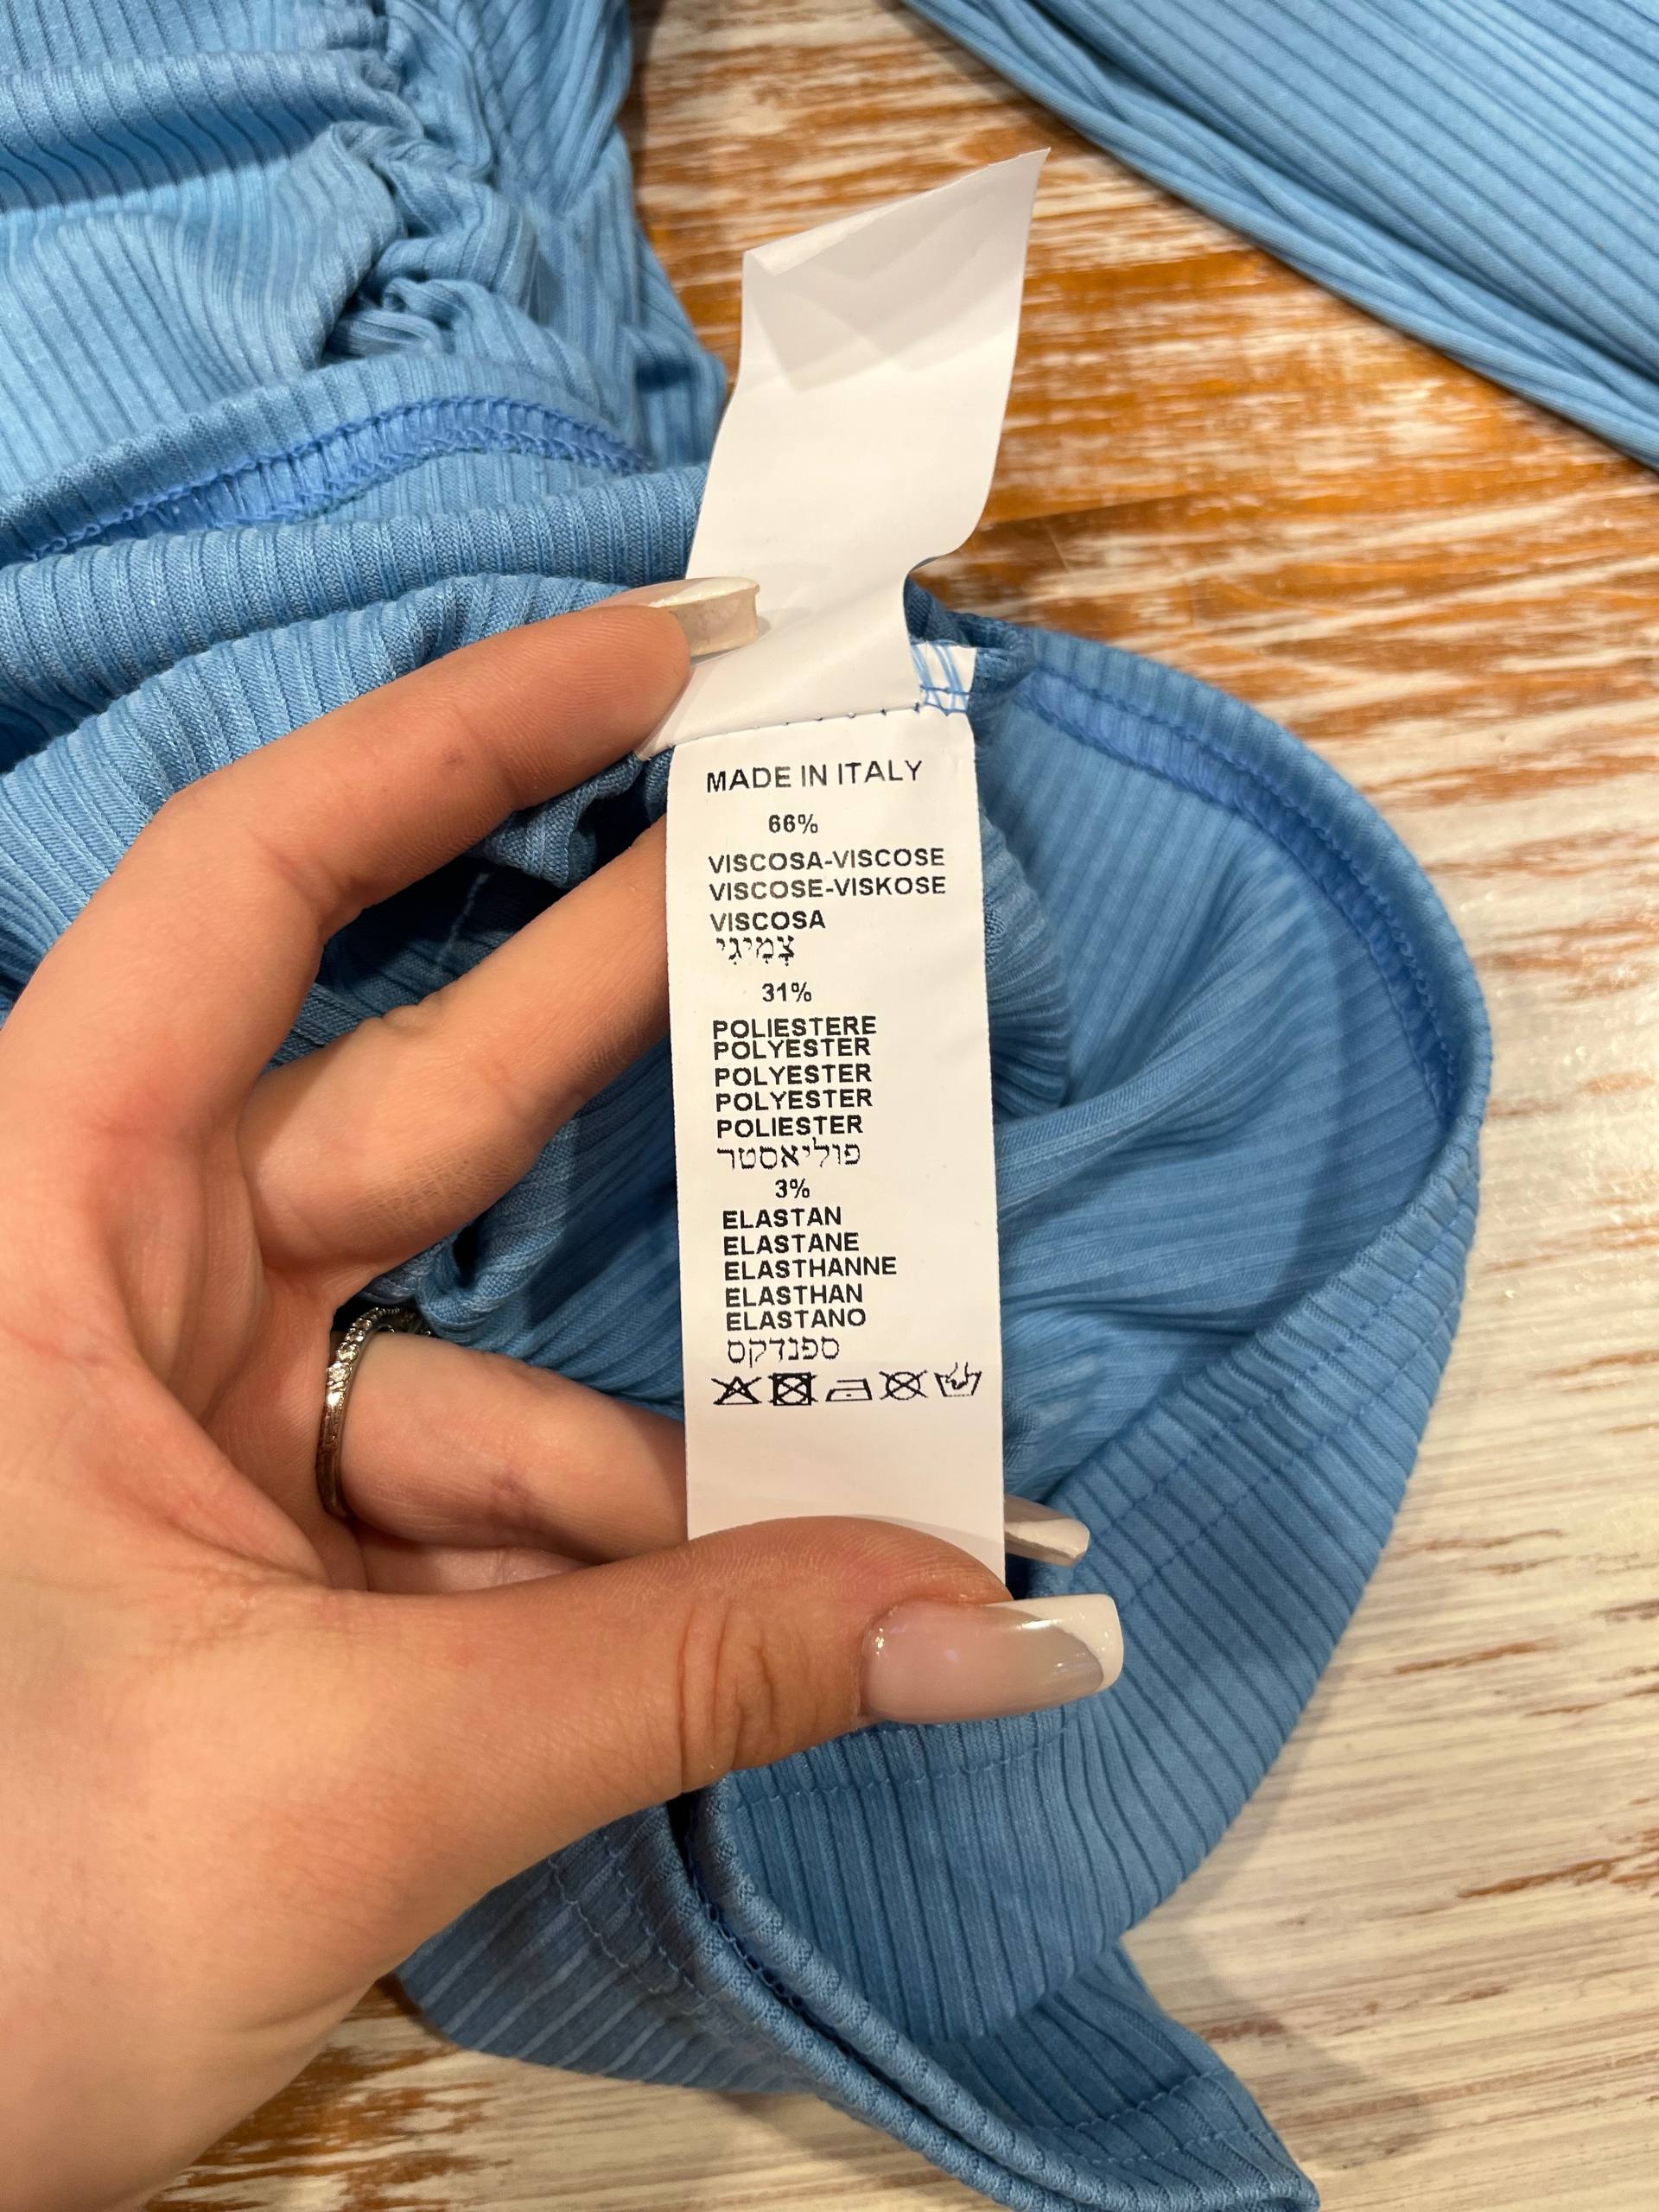 MADE IN ITALY
66%
VISCOSA-VISCOSE
VISCOSE-VISKOSE
VISCOSA
צָמִיגִי
31%
POLIESTERE
POLYESTER
POLYESTER
POLYESTER
POLIESTER
פוליאסטר
3%
ELASTAN
ELASTANE
ELASTHANNE
ELASTHAN
ELASTANO
ספנדקס